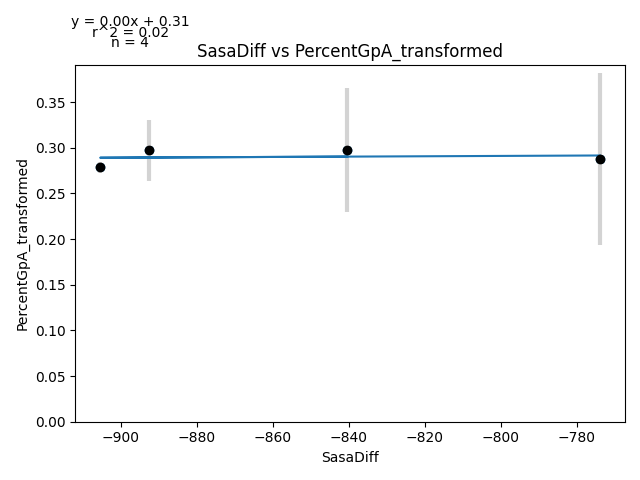 y = 0.00x + 0.31
r^2 = 0.02
n = 4
SasaDiff vs PercentGpA_transformed
PercentGpA_transformed
0.35
0.30
0.25
0.20
0.15
0.10
0.05
0.00
−900 −880 −860 −840 −820 −800 −780
SasaDiff